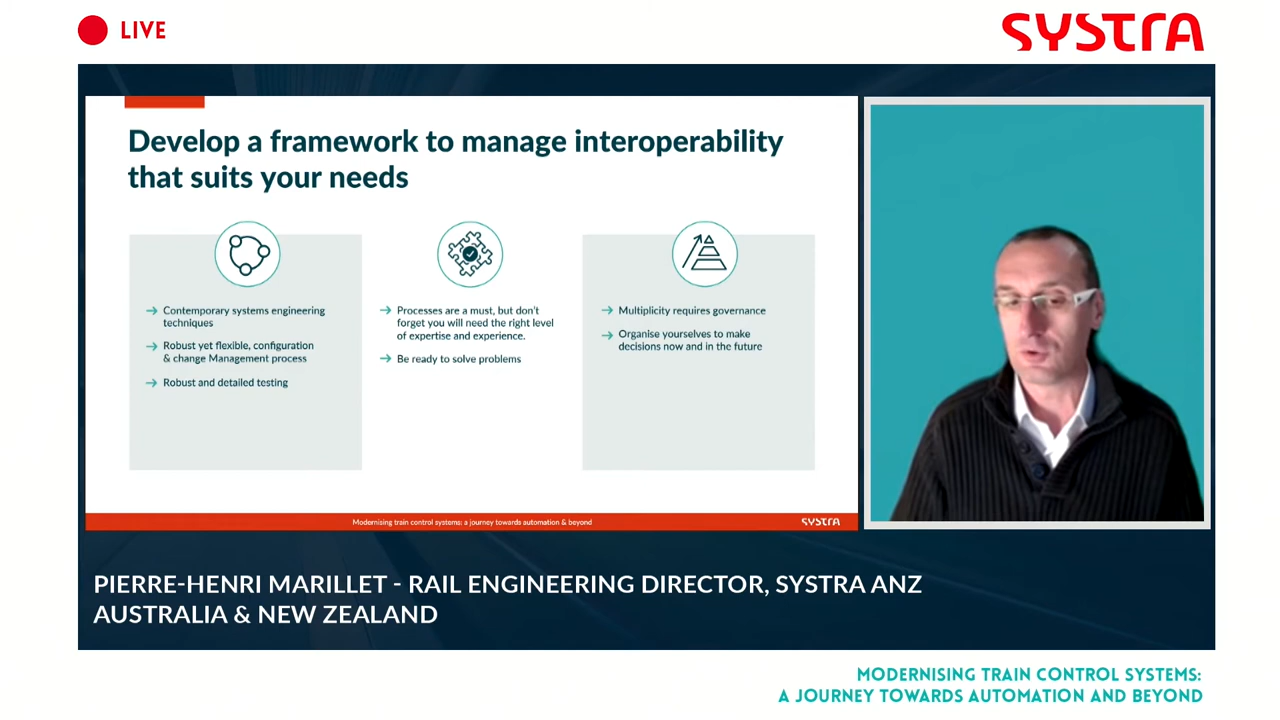 LIVE
SYSTRA
Develop a framework to manage interoperability
that suits your needs
Contemporary systems engineering
techniques
Robust yet flexible, configuration
& change Management process
Robust and detailed testing
Processes are a must, but don't
forget you will need the right level
of expertise and experience.
Be ready to solve problems
Multiplicity requires governance
Organise yourselves to make
decisions now and in the future
Modernising train control systems: a journey towards automation & beyond
SYSTRA
PIERRE-HENRI MARILLET - RAIL ENGINEERING DIRECTOR, SYSTRA ANZ
AUSTRALIA & NEW ZEALAND
MODERNISING TRAIN CONTROL SYSTEMS:
A JOURNEY TOWARDS AUTOMATION AND BEYOND